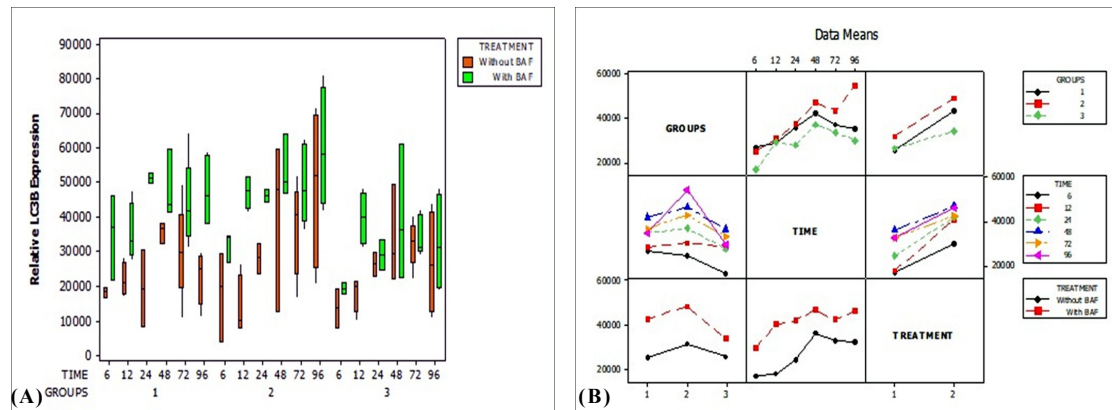 90000
80000
70000
60000
50000
40000
30000
20000
10000
0
Relative LC3B Expression
TREATMENT
Without BAF
With BAF
TIME 6 12 24 48 72 96 6 12 24 48 72 96 6 12 24 48 72 96
GROUPS 1 2 3
(A)
Data Means
6 12 24 48 72 96
60000
40000
20000
GROUPS
GROUPS
1
2
3
TIME
60000
40000
20000
TIME
6
12
24
48
72
96
60000
40000
20000
TREATMENT
TREATMENT
Without BAF
With BAF
1 2 3
1 2
(B)